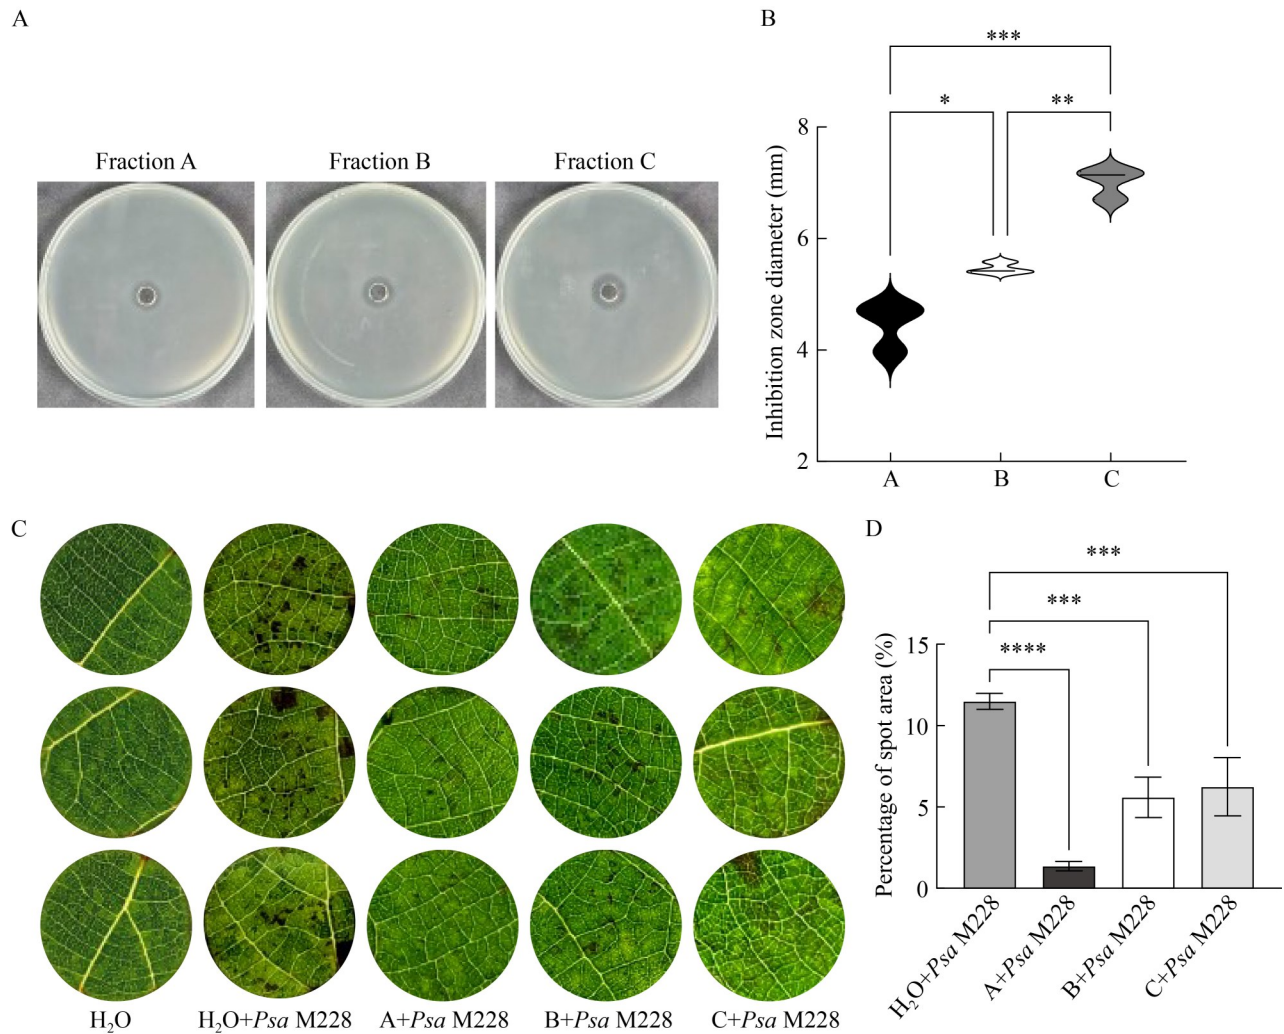 A
Fraction A
Fraction B
Fraction C
B
***
*
**
Inhibition zone diameter (mm)
8
6
4
2
A
B
C
C
H₂O
H₂O+Psa M228
A+Psa M228
B+Psa M228
C+Psa M228
D
***
***
****
Percentage of spot area (%)
15
10
5
0
H₂O+Psa M228
A+Psa M228
B+Psa M228
C+Psa M228